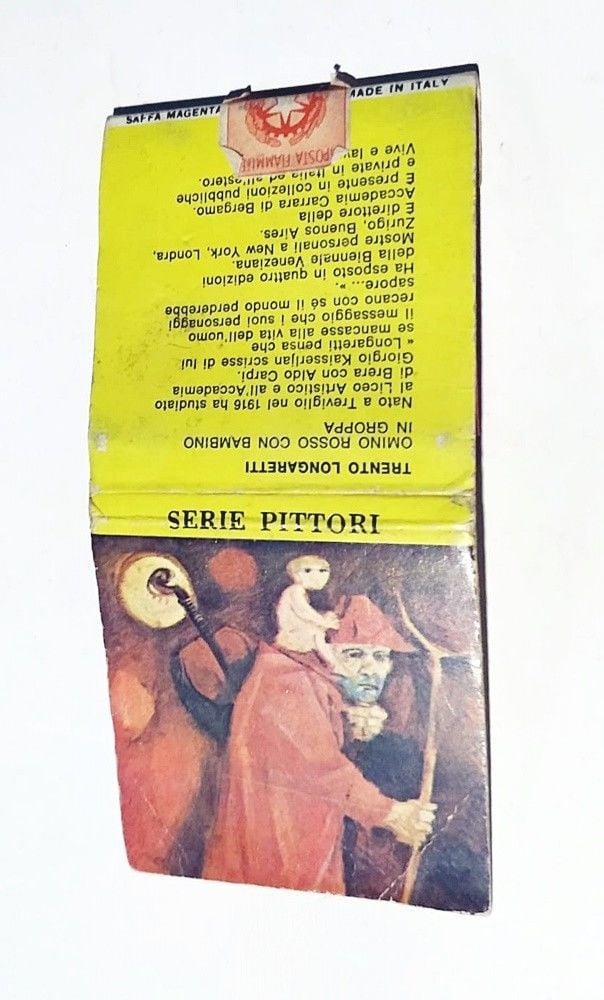 SAFFA MAGENTA
MADE IN ITALY
IMPOSTA FIAMMIFERI
SERIE PITTORI
TRENTO LONGARETTI
OMINO ROSSO CON BAMBINO
IN GROPPA
Nato a Treviglio nel 1916 ha studiato
al Liceo Artistico e all'Accademia
di Brera con Aldo Carpi.
Giorgio Kaisserljan scrisse di lui
« Longaretti pensa che
se mancasse alla vita dell'uomo
il messaggio che i suoi personaggi
recano con sé il mondo perderebbe
sapore... ».
Ha esposto in quattro edizioni
della Biennale Veneziana.
Mostre personali a New York, Londra,
Zurigo, Buenos Aires.
È direttore della
Accademia Carrara di Bergamo.
È presente in collezioni pubbliche
e private in Italia ed all'estero.
Vive e